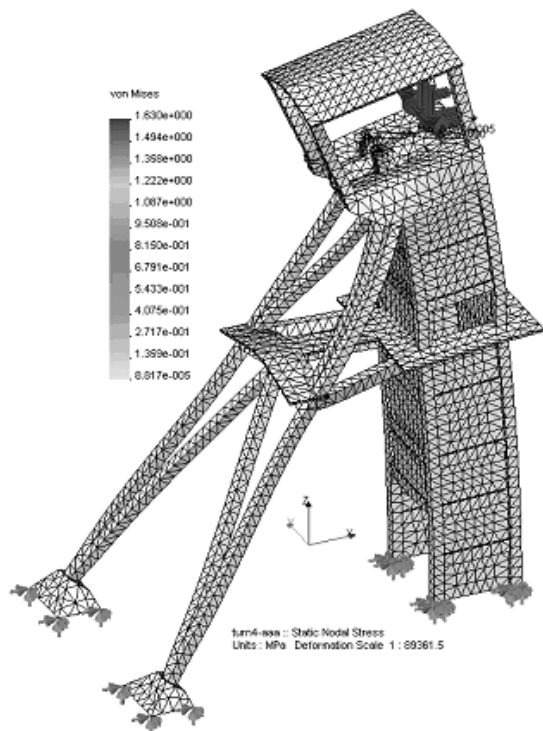 von Mises
1.630e+000
1.494e+000
1.358e+000
1.222e+000
1.087e+000
9.508e-001
8.150e-001
6.791e-001
5.433e-001
4.075e-001
2.717e-001
1.359e-001
8.817e-005
Z
Y
turn4-aaa :: Static Nodal Stress
Units : MPa Deformation Scale 1 : 89361.5